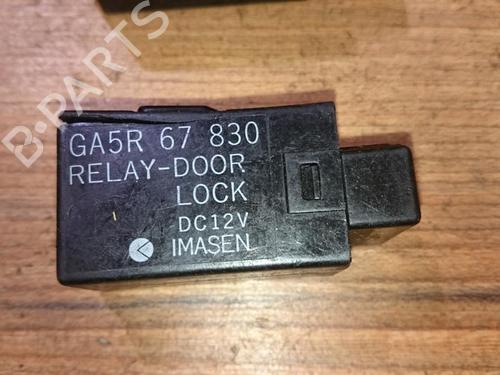 B-PARTS
GA5R 67 830
RELAY-DOOR
LOCK
DC12V
IMASEN